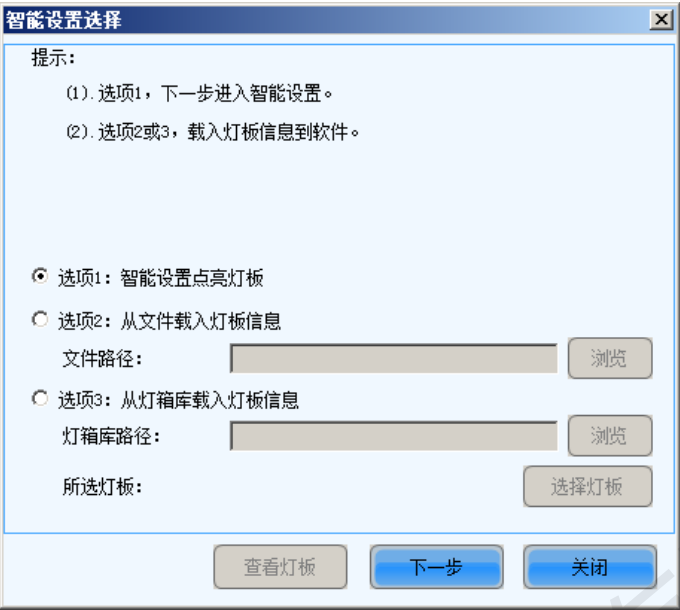 智能设置选择
提示:
(1).选项1，下一步进入智能设置。
(2).选项2或3，载入灯板信息到软件。
选项1: 智能设置点亮灯板
选项2: 从文件载入灯板信息
文件路径: 浏览
选项3: 从灯箱库载入灯板信息
灯箱库路径: 浏览
所选灯板: 选择灯板
查看灯板 下一步 关闭